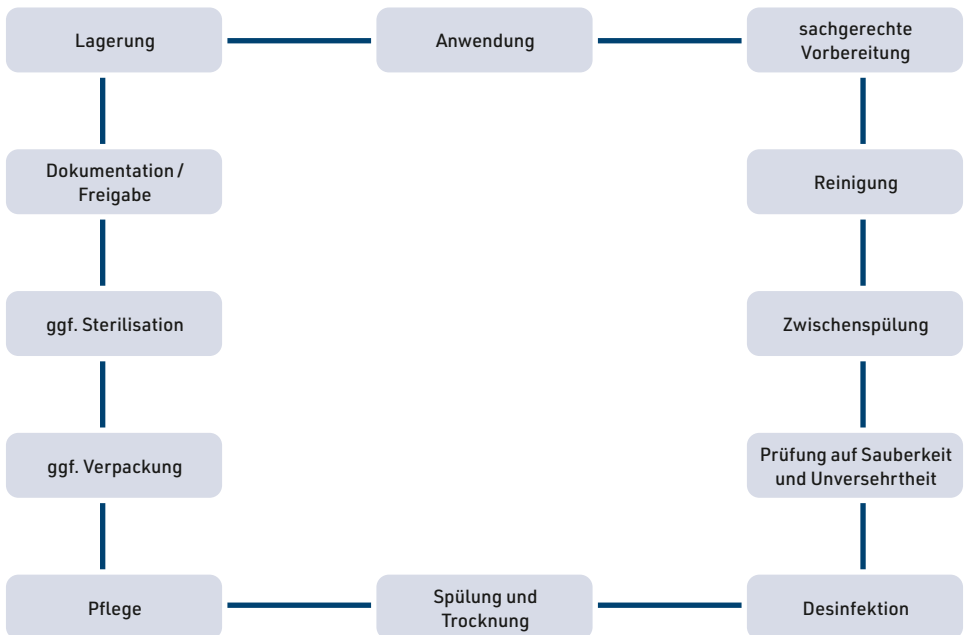 Lagerung
Anwendung
sachgerechte
Vorbereitung
Dokumentation /
Freigabe
Reinigung
ggf. Sterilisation
Zwischenspülung
ggf. Verpackung
Prüfung auf Sauberkeit
und Unversehrtheit
Pflege
Spülung und
Trocknung
Desinfektion